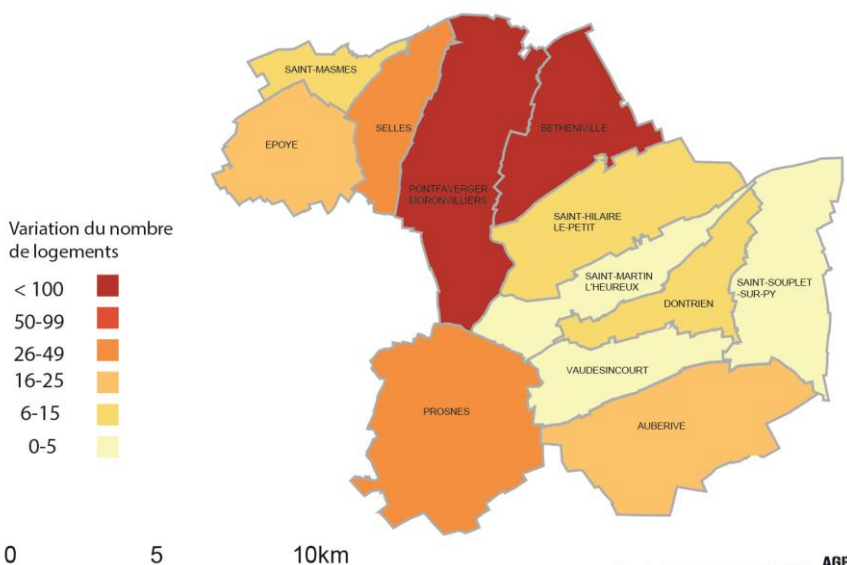 SAINT-MASMES
SELLES
EPOYE
BETHENIVILLE
PONTFAVERGER
MORONVILLIERS
SAINT-HILAIRE
LE-PETIT
SAINT-MARTIN
L'HEUREUX
SAINT-SOUPLET
-SUR-PY
DONTRIEN
VAUDESINCOURT
PROSNES
AUBERIVE
Variation du nombre
de logements
< 100
50-99
26-49
16-25
6-15
0-5
0 5 10km